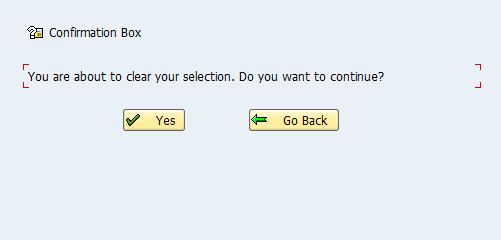 Confirmation Box
You are about to clear your selection. Do you want to continue?
Yes
Go Back